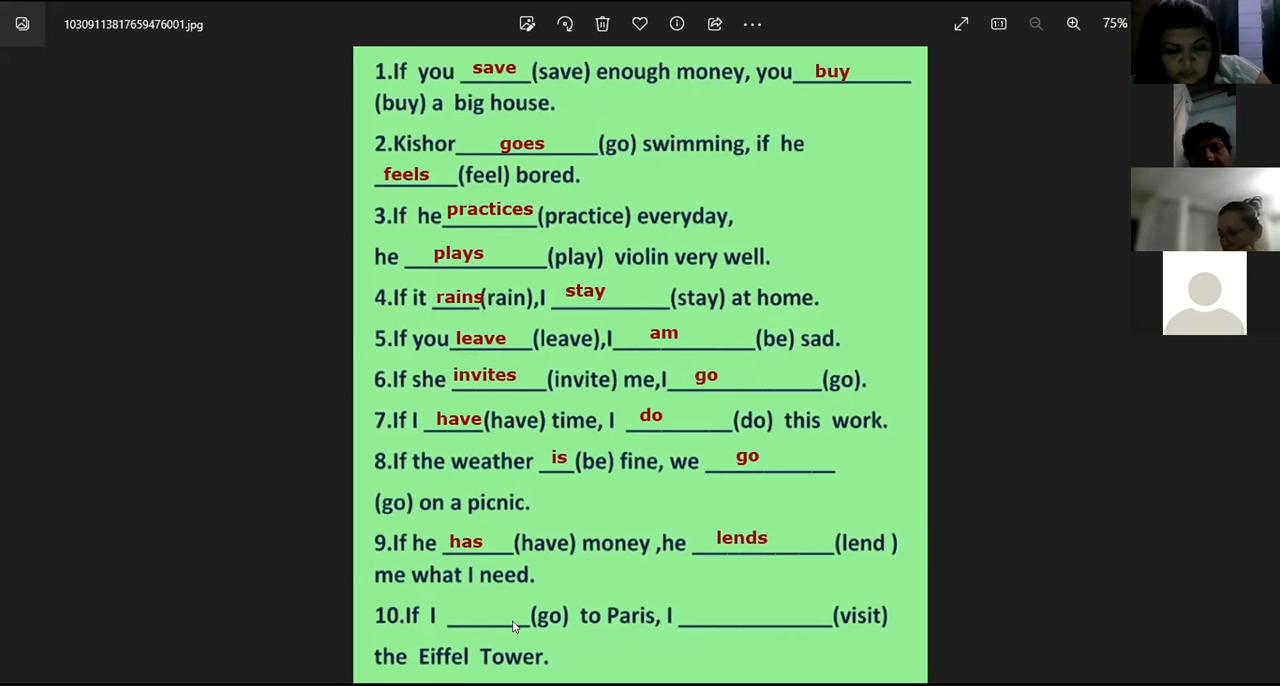 10309113817659476001.jpg
75%
1.If you save (save) enough money, you buy
(buy) a big house.
2.Kishor goes (go) swimming, if he
feels (feel) bored.
3.If he practices (practice) everyday,
he plays (play) violin very well.
4.If it rains (rain),I stay (stay) at home.
5.If you leave (leave),I am (be) sad.
6.If she invites (invite) me,I go (go).
7.If I have (have) time, I do (do) this work.
8.If the weather is (be) fine, we go
(go) on a picnic.
9.If he has (have) money ,he lends (lend )
me what I need.
10.If I ______ (go) to Paris, I ____________ (visit)
the Eiffel Tower.